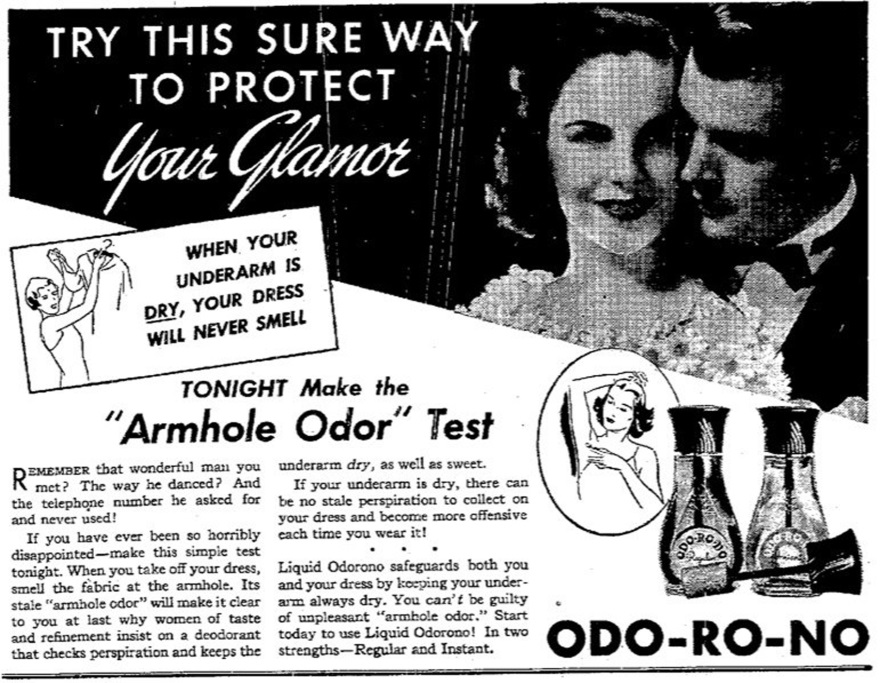 TRY THIS SURE WAY
TO PROTECT
Your Glamor
WHEN YOUR
UNDERARM IS
DRY, YOUR DRESS
WILL NEVER SMELL
TONIGHT Make the
"Armhole Odor" Test
REMEMBER that wonderful man you
met? The way he danced? And
the telephone number he asked for
and never used!
If you have ever been so horribly
disappointed—make this simple test
tonight. When you take off your dress,
smell the fabric at the armhole. Its
stale "armhole odor" will make it clear
to you at last why women of taste
and refinement insist on a deodorant
that checks perspiration and keeps the
underarm dry, as well as sweet.
If your underarm is dry, there can
be no stale perspiration to collect on
your dress and become more offensive
each time you wear it!
• • •
Liquid Odorono safeguards both you
and your dress by keeping your under-
arm always dry. You can't be guilty
of unpleasant "armhole odor." Start
today to use Liquid Odorono! In two
strengths—Regular and Instant.
ODO-RO-NO
Regular
ODO-RO-NO
ODO-RO-NO